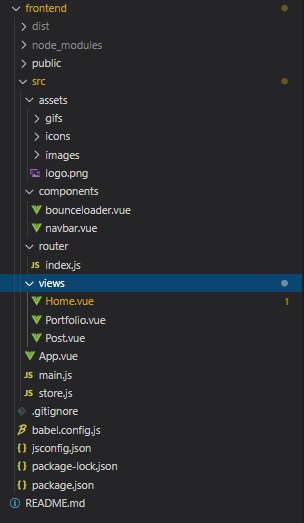 frontend
dist
node_modules
public
src
assets
gifs
icons
images
logo.png
components
bounceloader.vue
navbar.vue
router
JS index.js
views
Home.vue 1
Portfolio.vue
Post.vue
App.vue
JS main.js
JS store.js
.gitignore
babel.config.js
{} jsconfig.json
{} package-lock.json
{} package.json
README.md